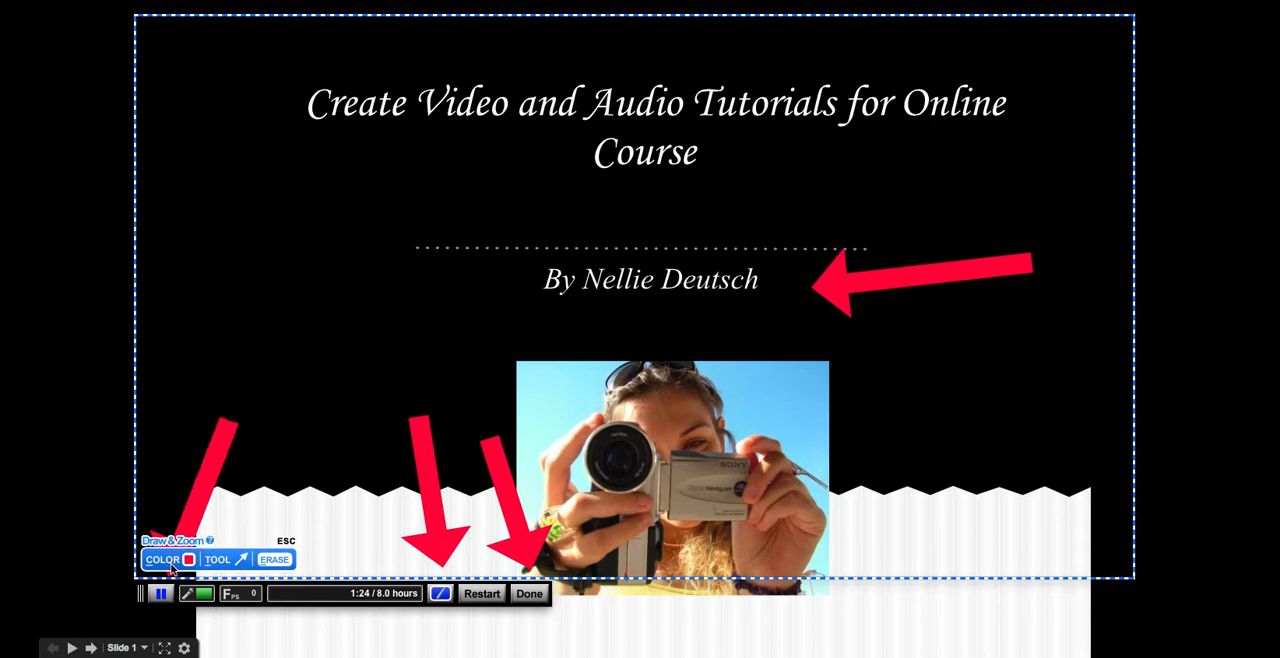 Create Video and Audio Tutorials for Online
Course
By Nellie Deutsch
SONY
Draw & Zoom ? ESC
COLOR TOOL ERASE
FPS 0 1:24 / 8.0 hours Restart Done
Slide 1